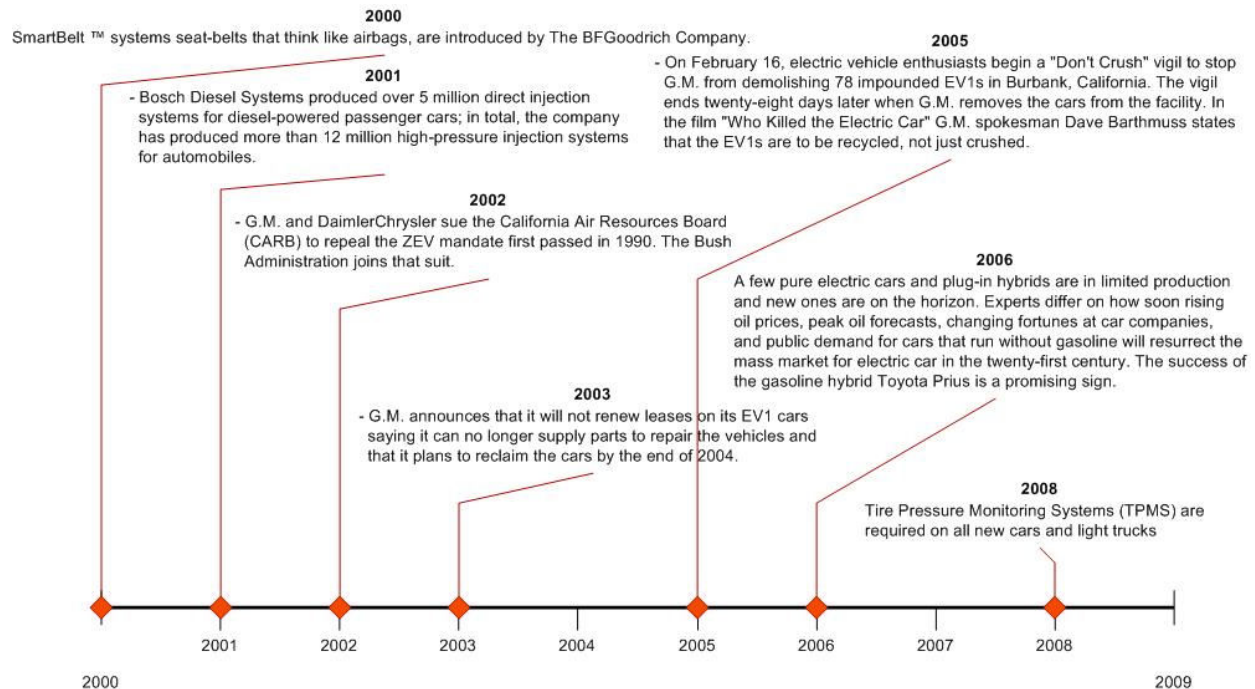 2000
SmartBelt ™ systems seat-belts that think like airbags, are introduced by The BFGoodrich Company.
2001
- Bosch Diesel Systems produced over 5 million direct injection
systems for diesel-powered passenger cars; in total, the company
has produced more than 12 million high-pressure injection systems
for automobiles.
2002
- G.M. and DaimlerChrysler sue the California Air Resources Board
(CARB) to repeal the ZEV mandate first passed in 1990. The Bush
Administration joins that suit.
2003
- G.M. announces that it will not renew leases on its EV1 cars
saying it can no longer supply parts to repair the vehicles and
that it plans to reclaim the cars by the end of 2004.
2005
- On February 16, electric vehicle enthusiasts begin a "Don't Crush" vigil to stop
G.M. from demolishing 78 impounded EV1s in Burbank, California. The vigil
ends twenty-eight days later when G.M. removes the cars from the facility. In
the film "Who Killed the Electric Car" G.M. spokesman Dave Barthmuss states
that the EV1s are to be recycled, not just crushed.
2006
A few pure electric cars and plug-in hybrids are in limited production
and new ones are on the horizon. Experts differ on how soon rising
oil prices, peak oil forecasts, changing fortunes at car companies,
and public demand for cars that run without gasoline will resurrect the
mass market for electric car in the twenty-first century. The success of
the gasoline hybrid Toyota Prius is a promising sign.
2008
Tire Pressure Monitoring Systems (TPMS) are
required on all new cars and light trucks
2001 2002 2003 2004 2005 2006 2007 2008
2000 2009